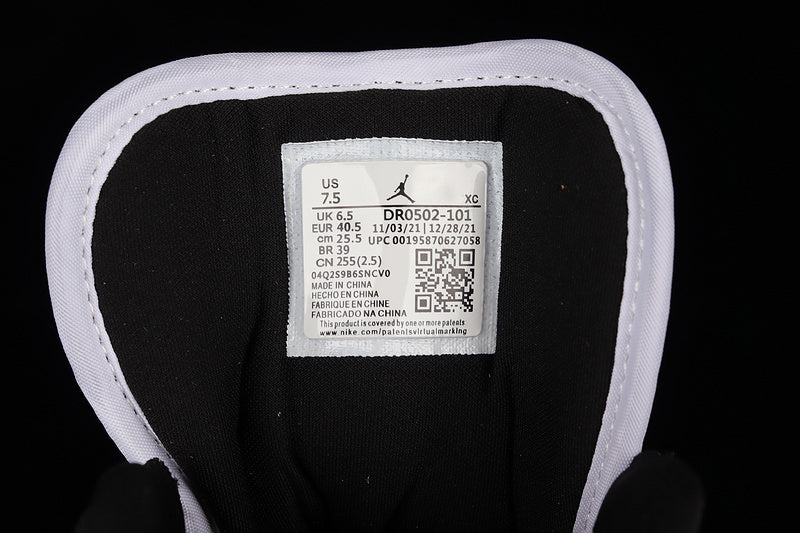 US
7.5
XC
UK 6.5 DR0502-101
EUR 40.5 11/03/21 | 12/28/21
cm 25.5 UPC 00195870627058
BR 39
CN 255(2.5)
04Q2S9B6SNCV0
MADE IN CHINA
HECHO EN CHINA
FABRIQUE EN CHINE
FABRICADO NA CHINA
This product is covered by one or more patents
www.nike.com/patentsvirtualmarking